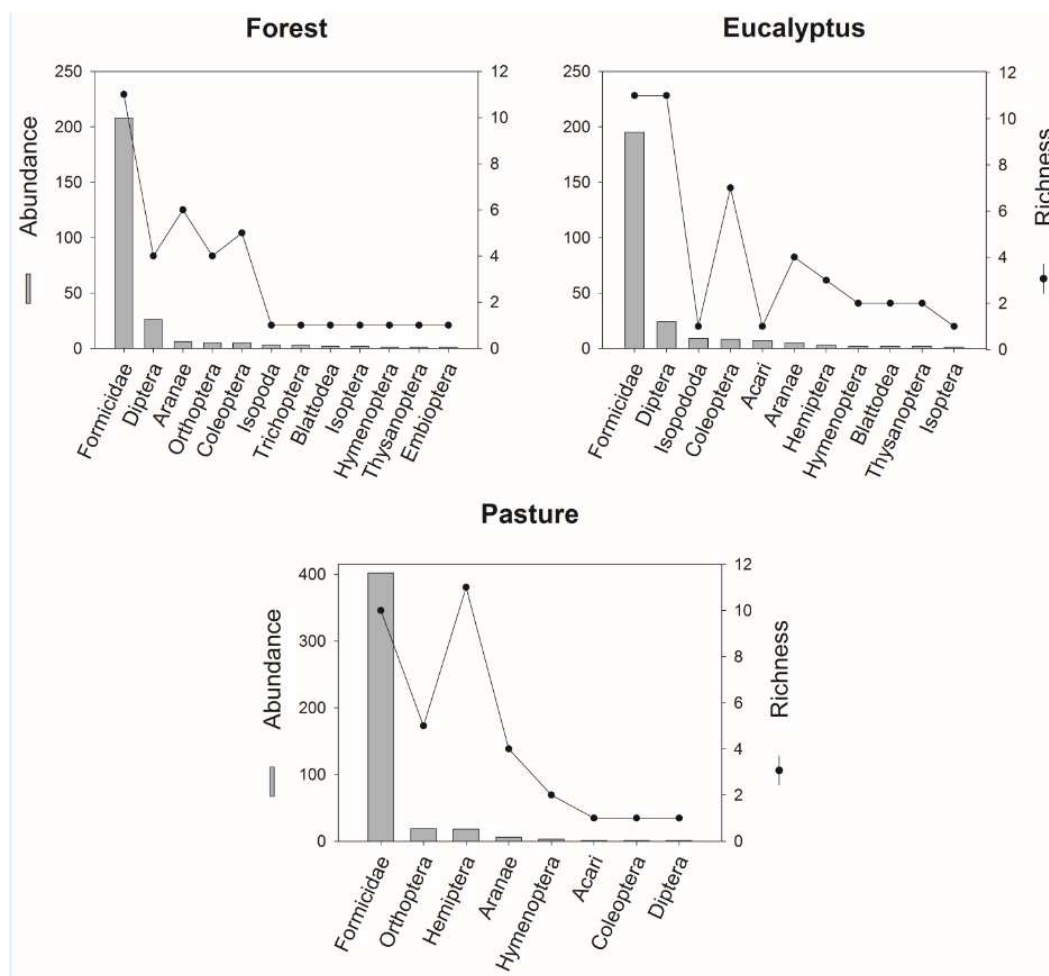 Forest
Abundance
250
200
150
100
50
0
12
10
8
6
4
2
0
Formicidae
Diptera
Aranae
Orthoptera
Coleoptera
Isopoda
Trichoptera
Blattodea
Isoptera
Hymenoptera
Thysanoptera
Embioptera
Eucalyptus
250
200
150
100
50
0
12
10
8
6
4
2
0
Richness
Formicidae
Diptera
Isopododa
Coleoptera
Acari
Aranae
Hemiptera
Hymenoptera
Blattodea
Thysanoptera
Isoptera
Pasture
Abundance
400
300
200
100
0
12
10
8
6
4
2
0
Richness
Formicidae
Orthoptera
Hemiptera
Aranae
Hymenoptera
Acari
Coleoptera
Diptera